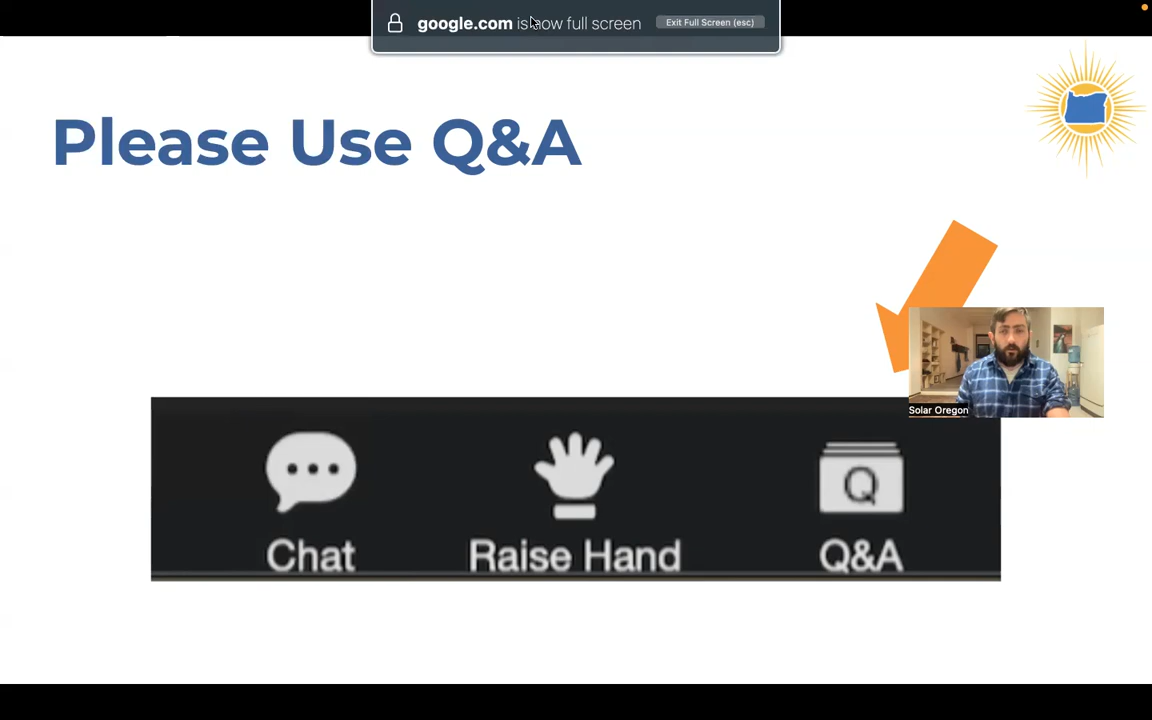 google.com is now full screen Exit Full Screen (esc)
Please Use Q&A
Solar Oregon
Q
Chat Raise Hand Q&A